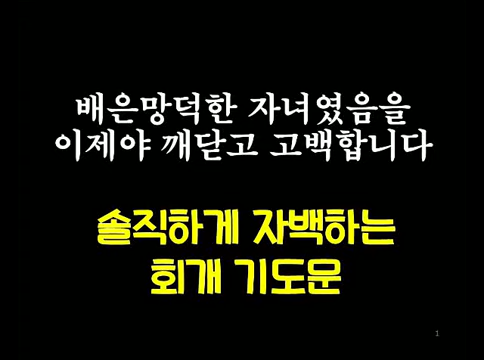 배은망덕한 자녀였음을
이제야 깨닫고 고백합니다
솔직하게 자백하는
회개 기도문
1